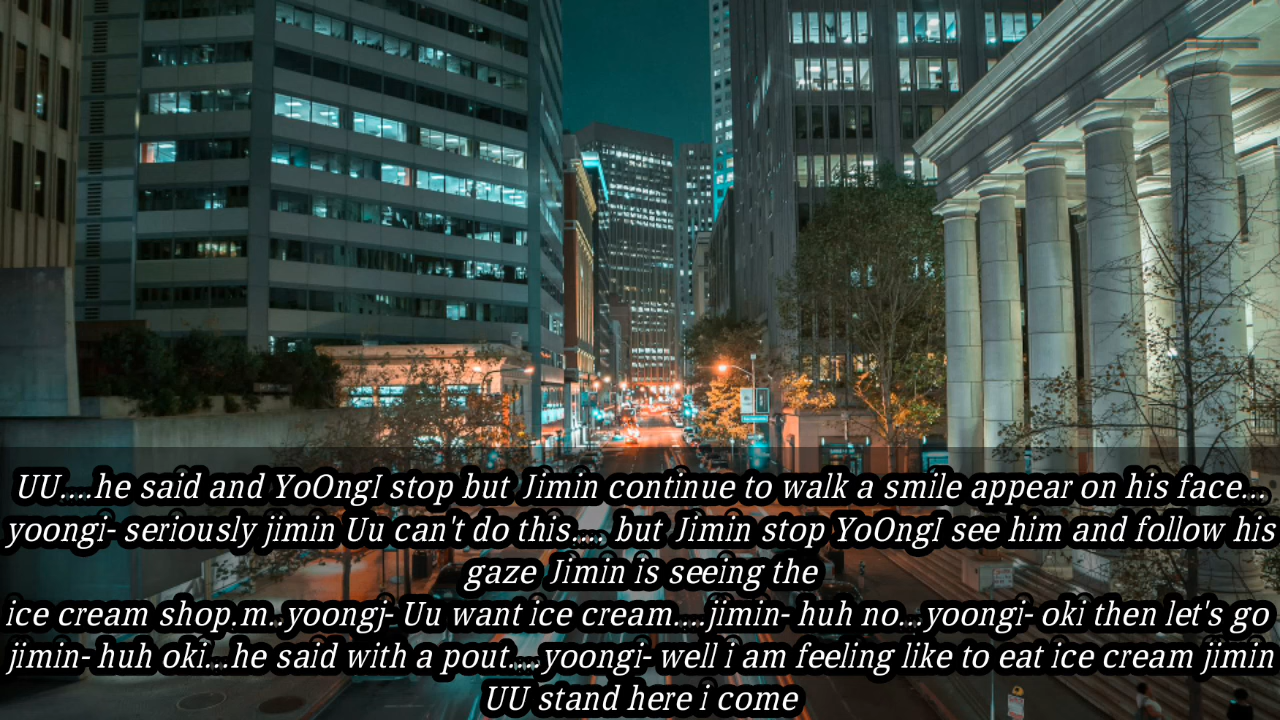 UU....he said and YoOngI stop but Jimin continue to walk a smile appear on his face...
yoongi- seriously jimin Uu can't do this.... but Jimin stop YoOngI see him and follow his
gaze Jimin is seeing the
ice cream shop.m..yoongj- Uu want ice cream....jimin- huh no...yoongi- oki then let's go
jimin- huh oki...he said with a pout....yoongi- well i am feeling like to eat ice cream jimin
UU stand here i come